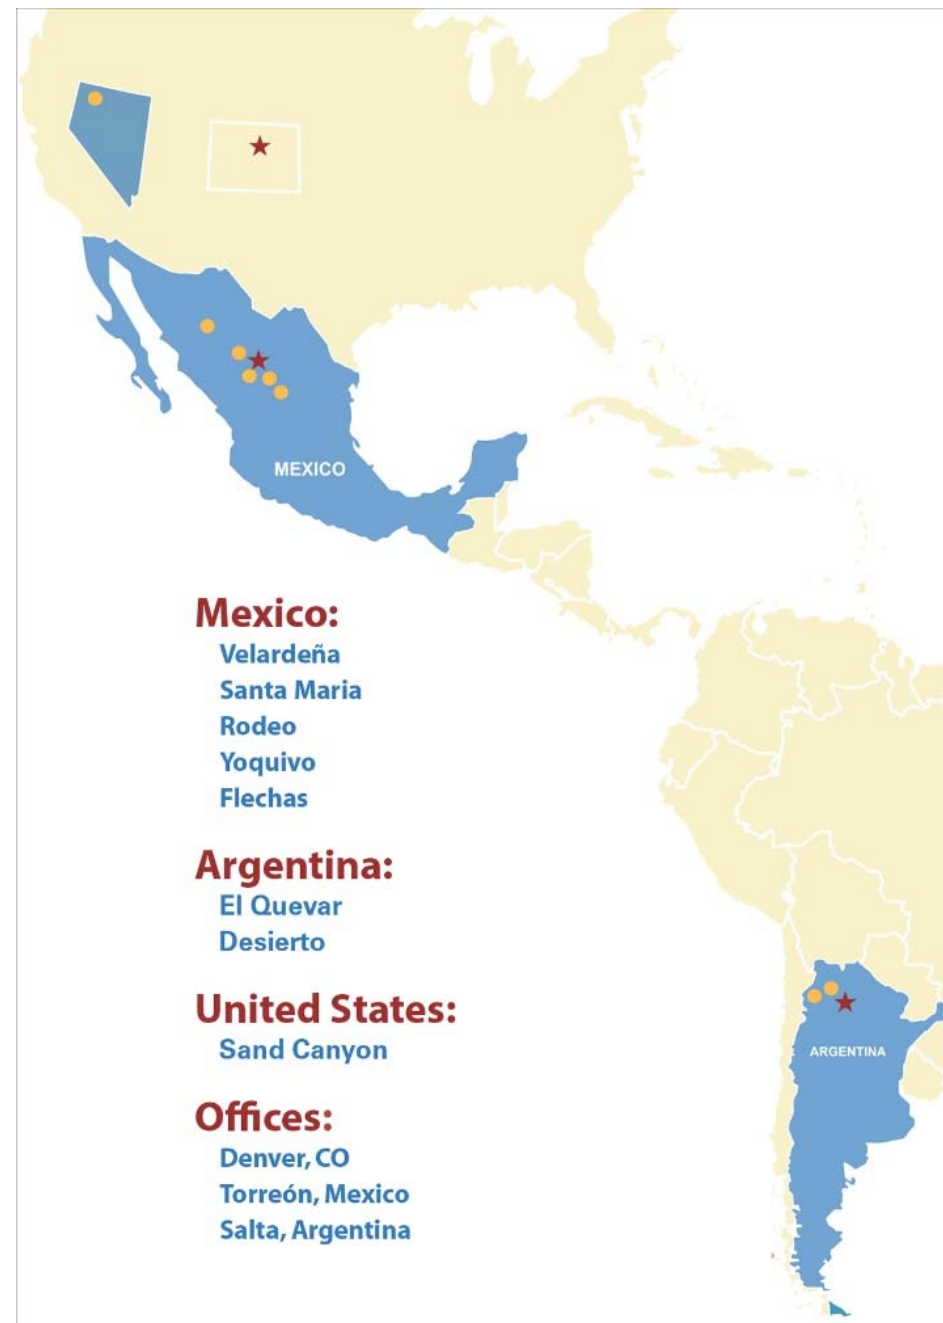 MEXICO
Mexico:
Velardeña
Santa Maria
Rodeo
Yoquivo
Flechas
Argentina:
El Quevar
Desierto
United States:
Sand Canyon
ARGENTINA
Offices:
Denver, CO
Torreón, Mexico
Salta, Argentina